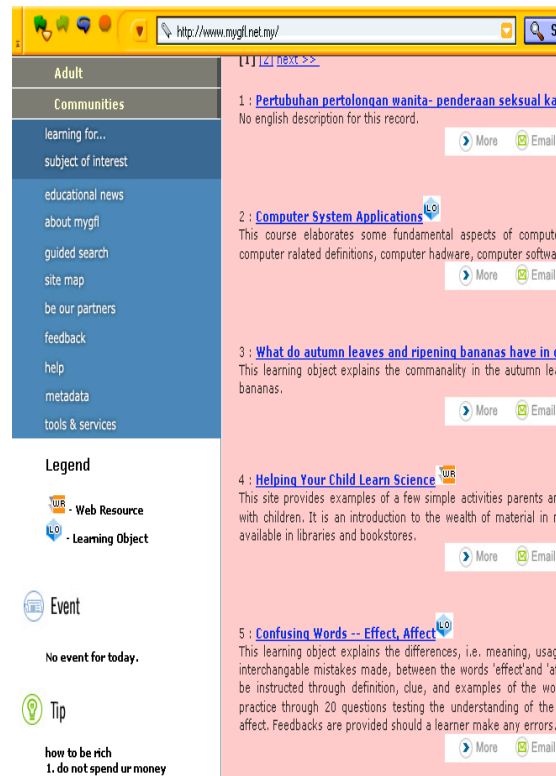 http://www.mygfl.net.my/
Adult
Communities
learning for...
subject of interest
educational news
about mygfl
guided search
site map
be our partners
feedback
help
metadata
tools & services
Legend
WR - Web Resource
LO - Learning Object
Event
No event for today.
Tip
how to be rich
1. do not spend ur money
[1] [2] next >>
1 : Pertubuhan pertolongan wanita- penderaan seksual ka
No english description for this record.
More Email
2 : Computer System Applications LO
This course elaborates some fundamental aspects of compute
computer ralated definitions, computer hadware, computer softwa
More Email
3 : What do autumn leaves and ripening bananas have in
This learning object explains the commanality in the autumn lea
bananas.
More Email
4 : Helping Your Child Learn Science WR
This site provides examples of a few simple activities parents an
with children. It is an introduction to the wealth of material in
available in libraries and bookstores.
More Email
5 : Confusing Words -- Effect, Affect LO
This learning object explains the differences, i.e. meaning, usag
interchangable mistakes made, between the words 'effect'and 'a
be instructed through definition, clue, and examples of the wo
practice through 20 questions testing the understanding of the
affect. Feedbacks are provided should a learner make any errors.
More Email